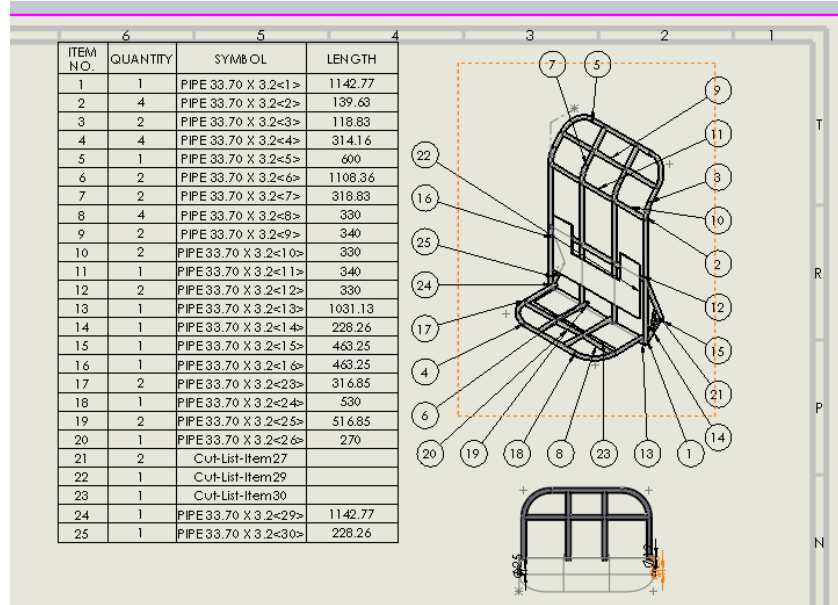 6 5 4 3 2 1
ITEM NO. QUANTITY SYMBOL LENGTH
1 1 PIPE 33.70 X 3.2<1> 1142.77
2 4 PIPE 33.70 X 3.2<2> 139.63
3 2 PIPE 33.70 X 3.2<3> 118.83
4 4 PIPE 33.70 X 3.2<4> 314.16
5 1 PIPE 33.70 X 3.2<5> 600
6 2 PIPE 33.70 X 3.2<6> 1108.36
7 2 PIPE 33.70 X 3.2<7> 318.83
8 4 PIPE 33.70 X 3.2<8> 330
9 2 PIPE 33.70 X 3.2<9> 340
10 2 PIPE 33.70 X 3.2<10> 330
11 1 PIPE 33.70 X 3.2<11> 340
12 2 PIPE 33.70 X 3.2<12> 330
13 1 PIPE 33.70 X 3.2<13> 1031.13
14 1 PIPE 33.70 X 3.2<14> 228.26
15 1 PIPE 33.70 X 3.2<15> 463.25
16 1 PIPE 33.70 X 3.2<16> 463.25
17 2 PIPE 33.70 X 3.2<23> 316.85
18 1 PIPE 33.70 X 3.2<24> 530
19 2 PIPE 33.70 X 3.2<25> 516.85
20 1 PIPE 33.70 X 3.2<26> 270
21 2 Cut-List-Item27
22 1 Cut-List-Item29
23 1 Cut-List-Item30
24 1 PIPE 33.70 X 3.2<29> 1142.77
25 1 PIPE 33.70 X 3.2<30> 228.26
7 5
9
11
22
3
16
10
25
2
24
12
17
15
4
21
6
14
20 19 18 8 23 13 1
T
R
P
N
Ø25